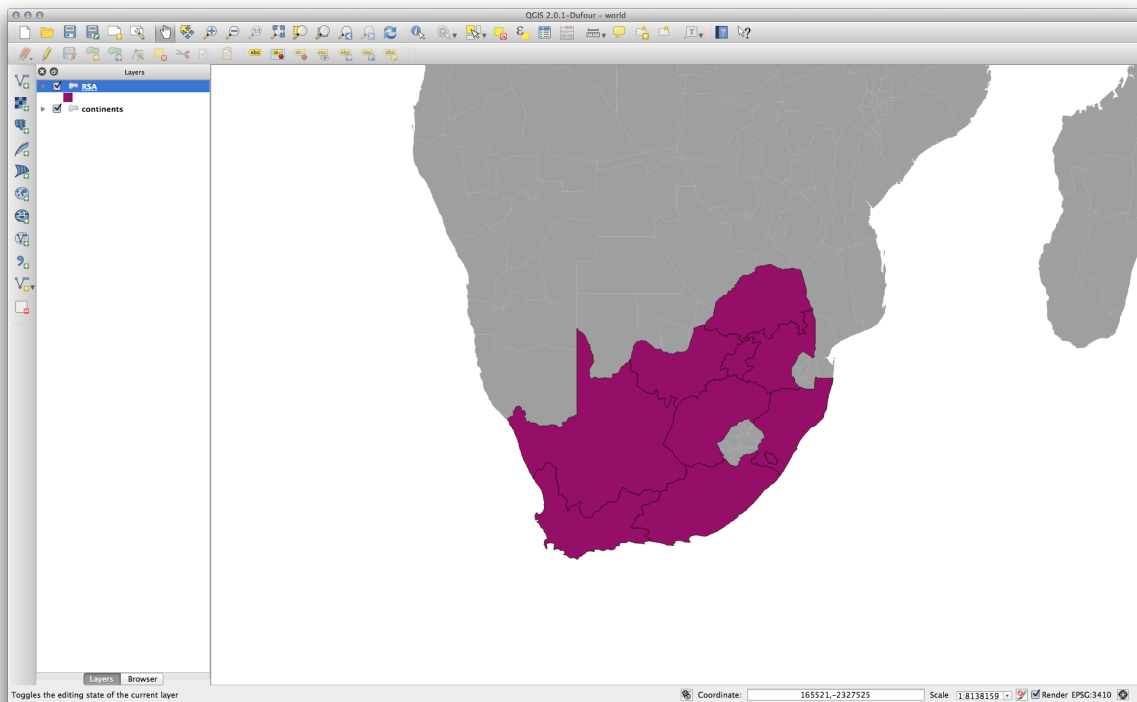 QGIS 2.0.1-Dufour – world
Layers
RSA
continents
Layers Browser
Toggles the editing state of the current layer
Coordinate: 165521,-2327525 Scale 1:8138159 Render EPSG:3410